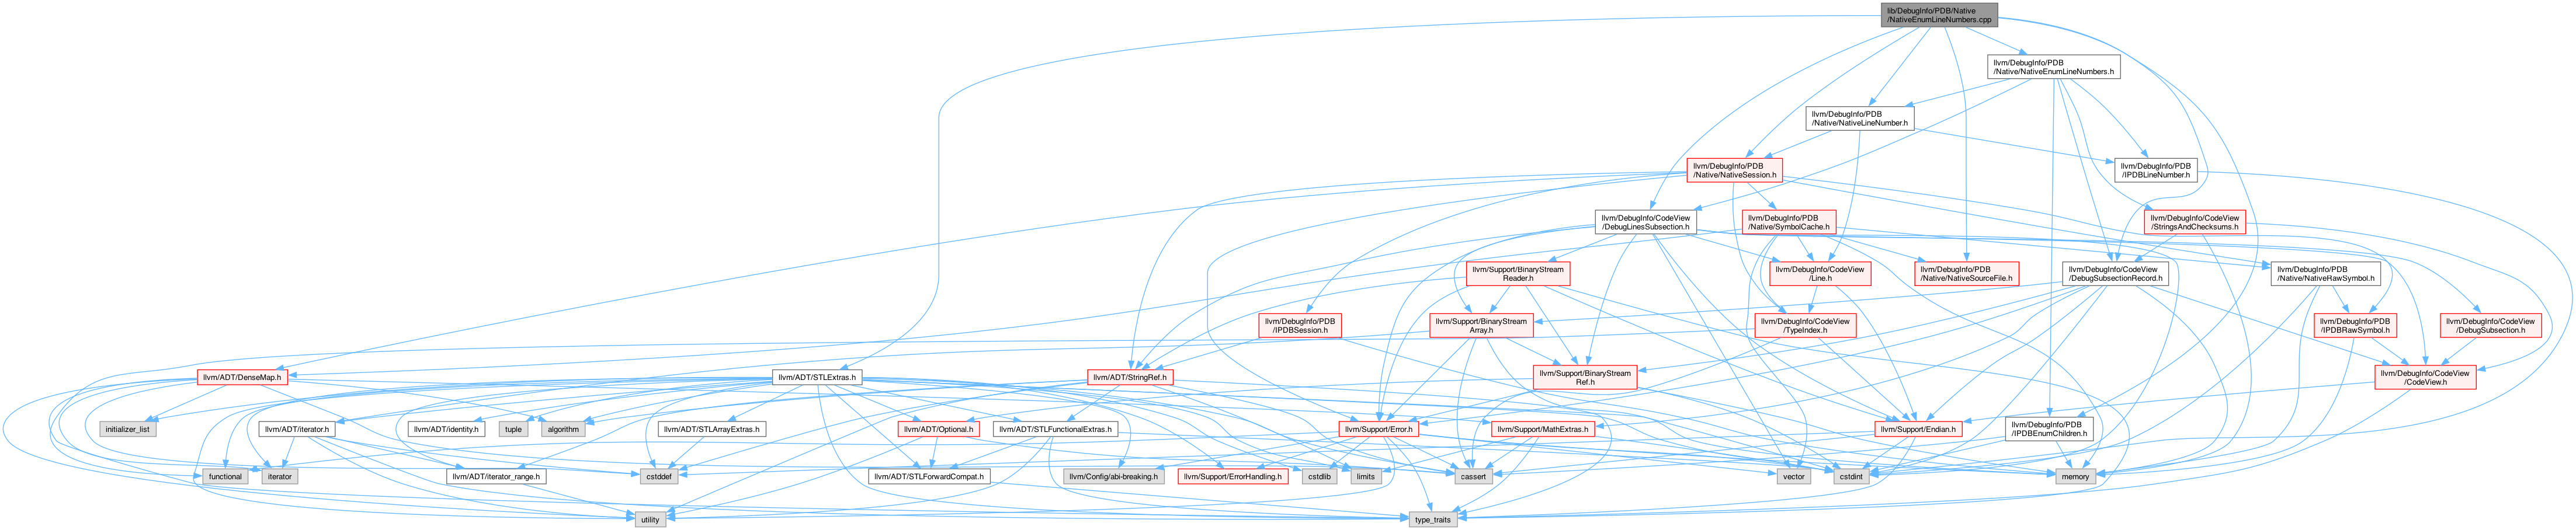 lib/DebugInfo/PDB/Native
/NativeEnumLineNumbers.cpp
llvm/DebugInfo/PDB
/Native/NativeEnumLineNumbers.h
llvm/DebugInfo/PDB
/Native/NativeLineNumber.h
llvm/DebugInfo/PDB
/Native/NativeSession.h
llvm/DebugInfo/PDB
/IPDBLineNumber.h
llvm/DebugInfo/CodeView
/DebugLinesSubsection.h
llvm/DebugInfo/PDB
/Native/SymbolCache.h
llvm/DebugInfo/CodeView
/StringsAndChecksums.h
llvm/Support/BinaryStream
Reader.h
llvm/DebugInfo/CodeView
/Line.h
llvm/DebugInfo/PDB
/Native/NativeSourceFile.h
llvm/DebugInfo/CodeView
/DebugSubsectionRecord.h
llvm/DebugInfo/PDB
/Native/NativeRawSymbol.h
llvm/DebugInfo/PDB
/IPDBSession.h
llvm/Support/BinaryStream
Array.h
llvm/DebugInfo/CodeView
/TypeIndex.h
llvm/DebugInfo/PDB
/IPDBRawSymbol.h
llvm/DebugInfo/CodeView
/DebugSubsection.h
llvm/ADT/DenseMap.h
llvm/ADT/STLExtras.h
llvm/ADT/StringRef.h
llvm/Support/BinaryStream
Ref.h
llvm/DebugInfo/CodeView
/CodeView.h
initializer_list
llvm/ADT/iterator.h
llvm/ADT/identity.h
tuple
algorithm
llvm/ADT/STLArrayExtras.h
llvm/ADT/Optional.h
llvm/ADT/STLFunctionalExtras.h
llvm/Support/Error.h
llvm/Support/MathExtras.h
llvm/Support/Endian.h
llvm/DebugInfo/PDB
/IPDBEnumChildren.h
functional
iterator
llvm/ADT/iterator_range.h
cstddef
llvm/ADT/STLForwardCompat.h
llvm/Config/abi-breaking.h
llvm/Support/ErrorHandling.h
cstdlib
limits
cassert
vector
cstdint
memory
utility
type_traits